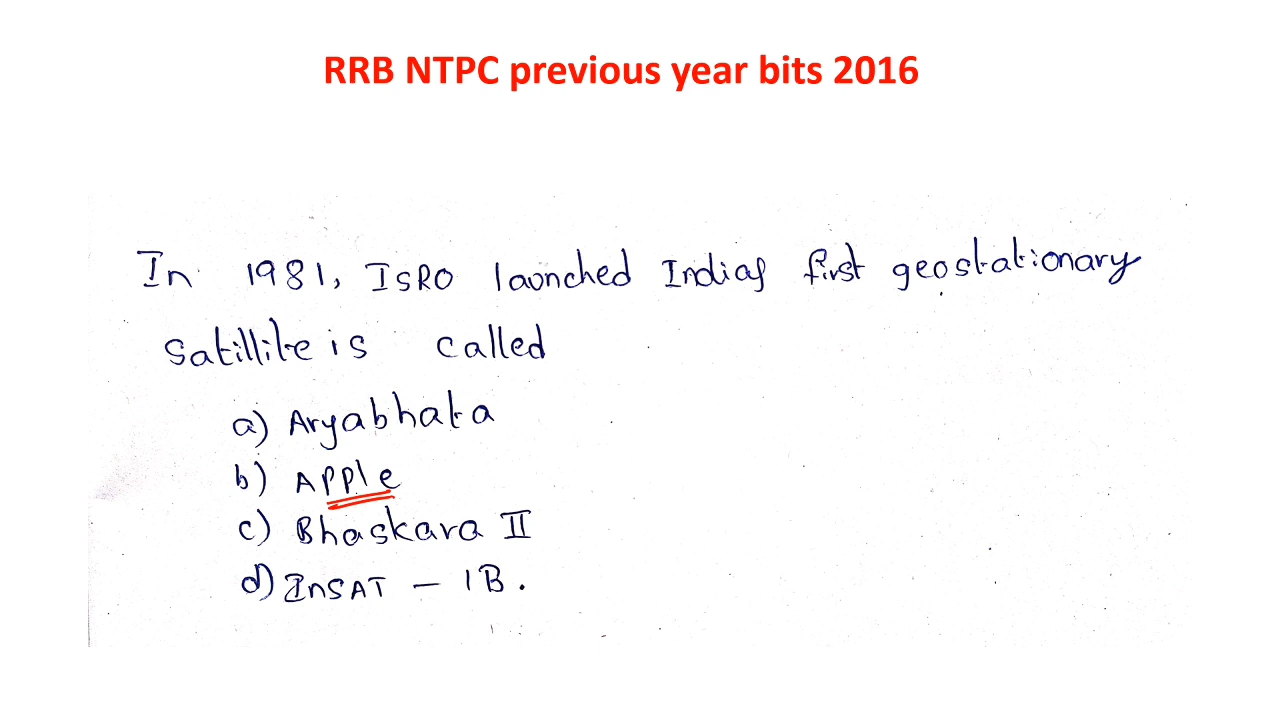 RRB NTPC previous year bits 2016
In 1981, ISRO launched Indias first geostationary
satillite is called
a) Aryabhata
b) Apple
c) Bhaskara II
d) InSAT - 1B.